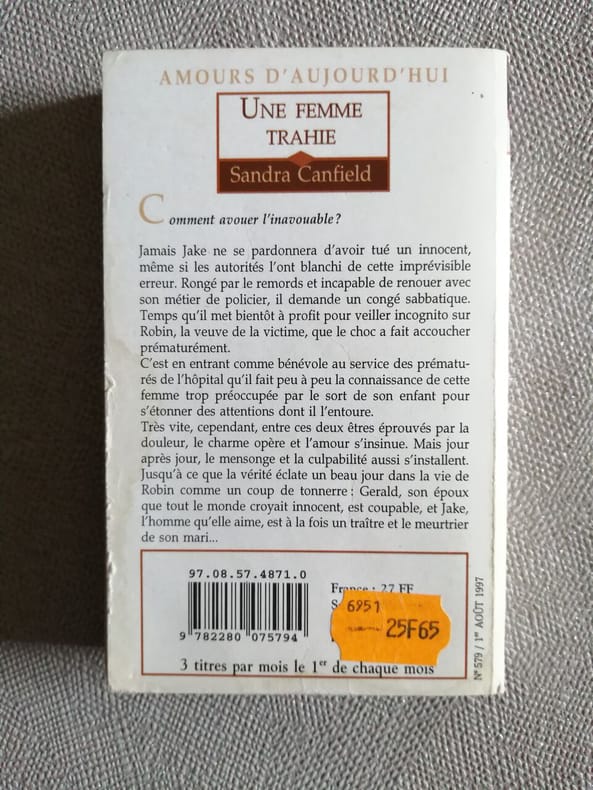 AMOURS D'AUJOURD'HUI
UNE FEMME
TRAHIE
Sandra Canfield
Comment avouer l'inavouable ?
Jamais Jake ne se pardonnera d'avoir tué un innocent,
même si les autorités l'ont blanchi de cette imprévisible
erreur. Rongé par le remords et incapable de renouer avec
son métier de policier, il demande un congé sabbatique.
Temps qu'il met bientôt à profit pour veiller incognito sur
Robin, la veuve de la victime, que le choc a fait accoucher
prématurément.
C'est en entrant comme bénévole au service des prématu-
rés de l'hôpital qu'il fait peu à peu la connaissance de cette
femme trop préoccupée par le sort de son enfant pour
s'étonner des attentions dont il l'entoure.
Très vite, cependant, entre ces deux êtres éprouvés par la
douleur, le charme opère et l'amour s'insinue. Mais jour
après jour, le mensonge et la culpabilité aussi s'installent.
Jusqu'à ce que la vérité éclate un beau jour dans la vie de
Robin comme un coup de tonnerre : Gerald, son époux
que tout le monde croyait innocent, est coupable, et Jake,
l'homme qu'elle aime, est à la fois un traître et le meurtrier
de son mari...
97.08.57.4871.0
9 782280 075794
France : 27 FF
6951
25F65
3 titres par mois le 1er de chaque mois
N° 579 / 1er AOÛT 1997